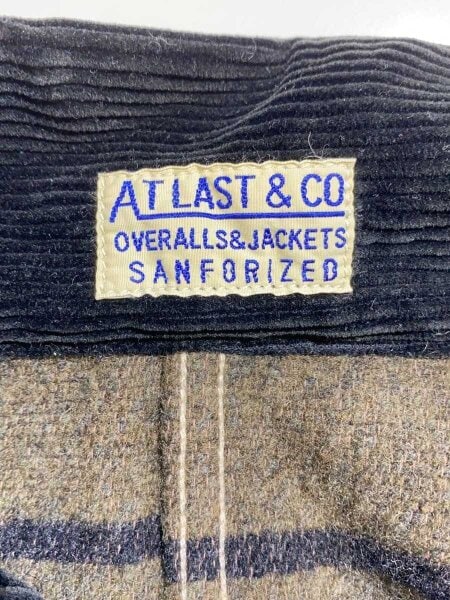 AT LAST & CO
OVERALLS&JACKETS
SANFORIZED